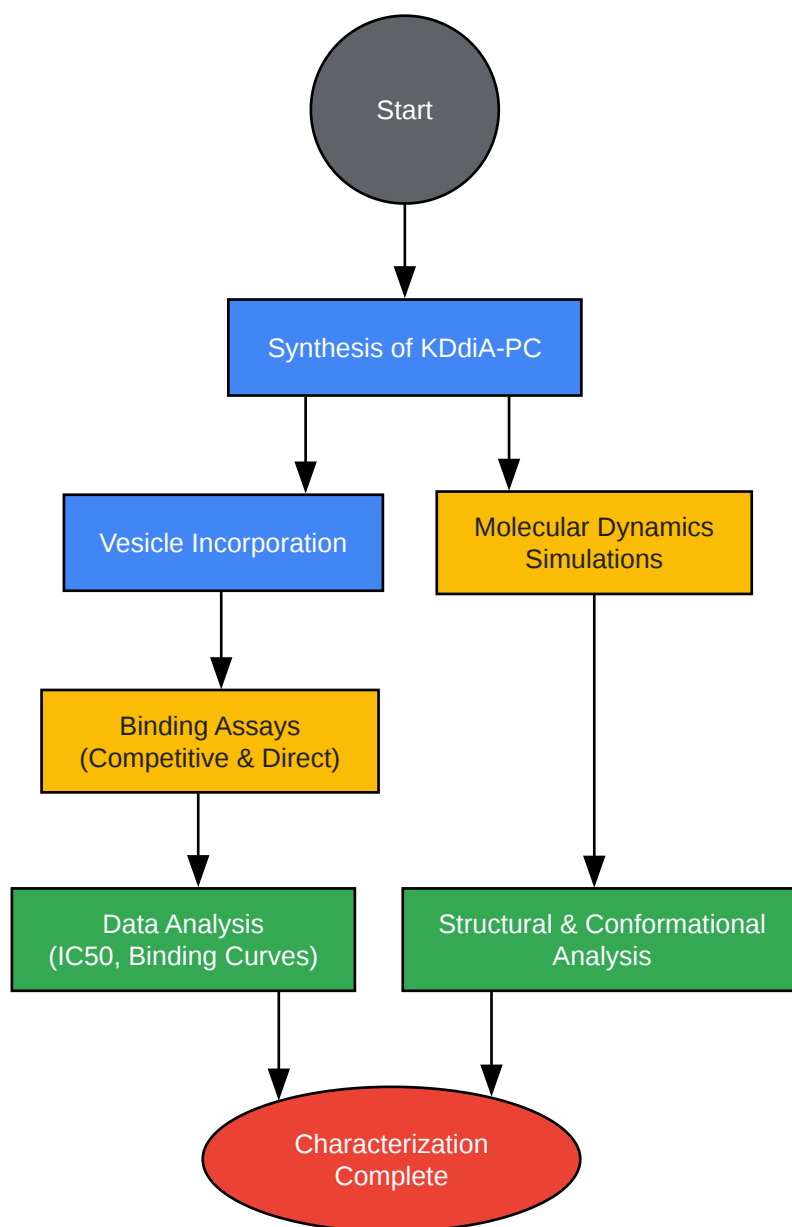 Start
Synthesis of KDdiA-PC
Vesicle Incorporation
Molecular Dynamics
Simulations
Binding Assays
(Competitive & Direct)
Data Analysis
(IC50, Binding Curves)
Structural & Conformational
Analysis
Characterization
Complete